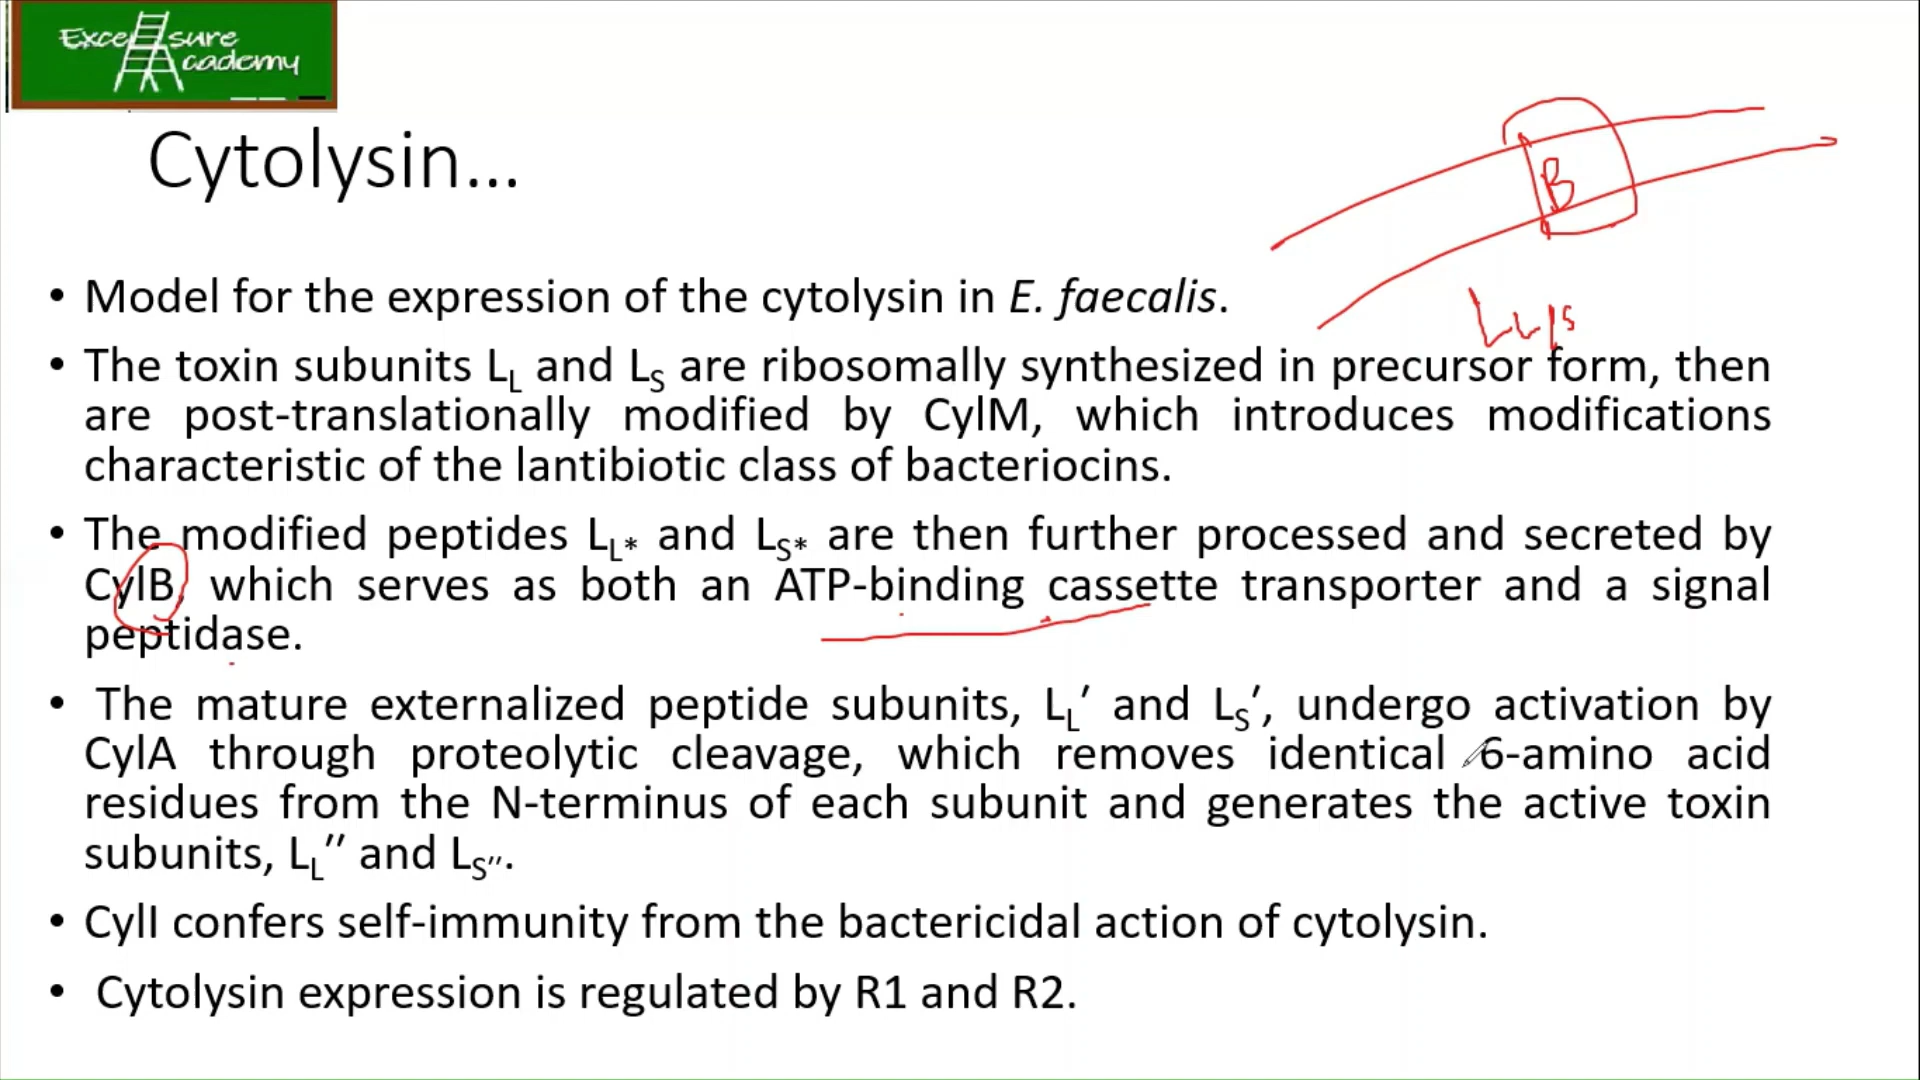 Exce sure
cademy
Cytolysin...
B
LLLS
• Model for the expression of the cytolysin in E. faecalis.
• The toxin subunits LL and LS are ribosomally synthesized in precursor form, then
are post-translationally modified by CylM, which introduces modifications
characteristic of the lantibiotic class of bacteriocins.
• The modified peptides LL* and LS* are then further processed and secreted by
CylB, which serves as both an ATP-binding cassette transporter and a signal
peptidase.
• The mature externalized peptide subunits, LL′ and LS′, undergo activation by
CylA through proteolytic cleavage, which removes identical 6-amino acid
residues from the N-terminus of each subunit and generates the active toxin
subunits, LL′′ and LS′′.
• CylI confers self-immunity from the bactericidal action of cytolysin.
• Cytolysin expression is regulated by R1 and R2.